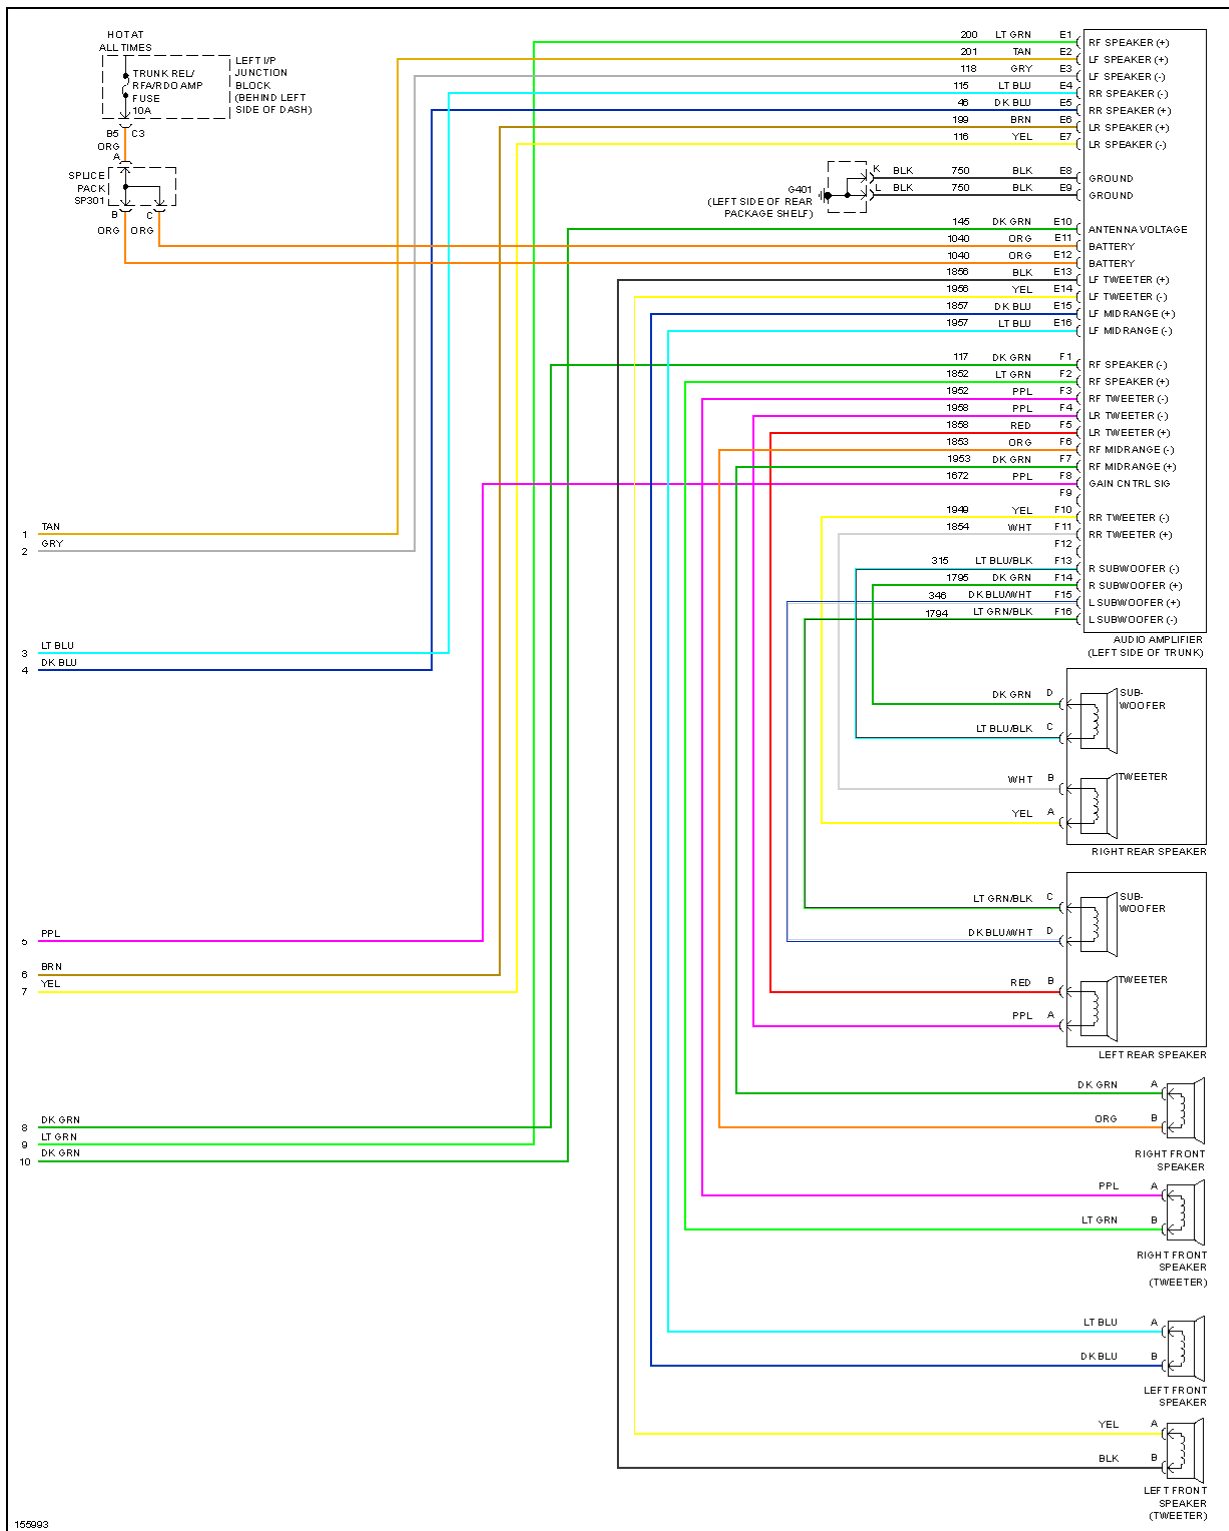 HOT AT
ALL TIMES
TRUNK REL/
RFA/RDO AMP
FUSE
10A
LEFT I/P
JUNCTION
BLOCK
(BEHIND LEFT
SIDE OF DASH)
B5 C3
ORG
A
SPLICE
PACK
SP301
B C
ORG ORG
200 LT GRN E1 RF SPEAKER (+)
201 TAN E2 LF SPEAKER (+)
118 GRY E3 LF SPEAKER (-)
115 LT BLU E4 RR SPEAKER (-)
46 DK BLU E5 RR SPEAKER (+)
199 BRN E6 LR SPEAKER (+)
116 YEL E7 LR SPEAKER (-)
K BLK 750 BLK E8 GROUND
L BLK 750 BLK E9 GROUND
G401
(LEFT SIDE OF REAR
PACKAGE SHELF)
145 DK GRN E10 ANTENNA VOLTAGE
1040 ORG E11 BATTERY
1040 ORG E12 BATTERY
1856 BLK E13 LF TWEETER (+)
1956 YEL E14 LF TWEETER (-)
1857 DK BLU E15 LF MIDRANGE (+)
1957 LT BLU E16 LF MIDRANGE (-)
117 DK GRN F1 RF SPEAKER (-)
1852 LT GRN F2 RF SPEAKER (+)
1952 PPL F3 RF TWEETER (-)
1958 PPL F4 LR TWEETER (-)
1858 RED F5 LR TWEETER (+)
1853 ORG F6 RF MIDRANGE (-)
1953 DK GRN F7 RF MIDRANGE (+)
1672 PPL F8 GAIN CNTRL SIG
F9
1949 YEL F10 RR TWEETER (-)
1854 WHT F11 RR TWEETER (+)
F12
315 LT BLU/BLK F13 R SUBWOOFER (-)
1795 DK GRN F14 R SUBWOOFER (+)
346 DK BLU/WHT F15 L SUBWOOFER (+)
1794 LT GRN/BLK F16 L SUBWOOFER (-)
AUDIO AMPLIFIER
(LEFT SIDE OF TRUNK)
1 TAN
2 GRY
3 LT BLU
4 DK BLU
5 PPL
6 BRN
7 YEL
8 DK GRN
9 LT GRN
10 DK GRN
DK GRN D SUB-
WOOFER
LT BLU/BLK C
WHT B TWEETER
YEL A
RIGHT REAR SPEAKER
LT GRN/BLK C SUB-
WOOFER
DK BLU/WHT D
RED B TWEETER
PPL A
LEFT REAR SPEAKER
DK GRN A
ORG B
RIGHT FRONT
SPEAKER
PPL A
LT GRN B
RIGHT FRONT
SPEAKER
(TWEETER)
LT BLU A
DK BLU B
LEFT FRONT
SPEAKER
YEL A
BLK B
LEFT FRONT
SPEAKER
(TWEETER)
155993